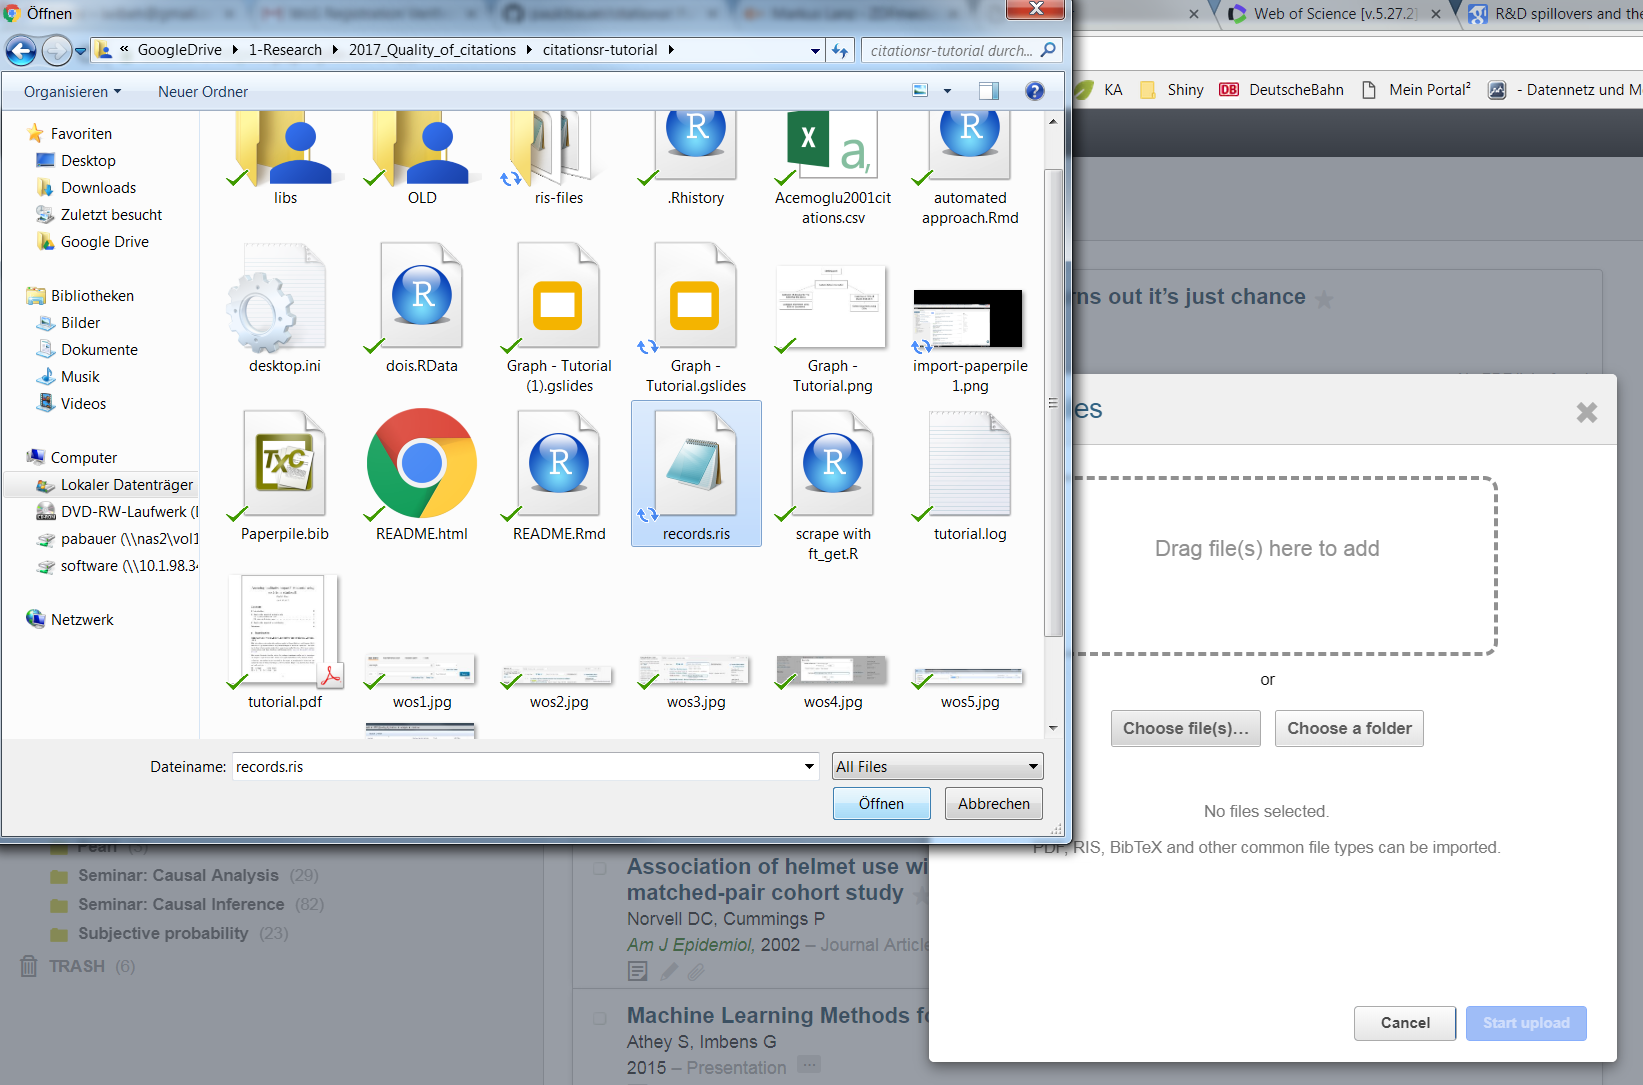 Öffnen
Web of Science [v.5.27.2]
R&D spillovers and the
« GoogleDrive
1-Research
2017_Quality_of_citations
citationsr-tutorial
citationsr-tutorial durch...
Organisieren
Neuer Ordner
KA
Shiny
DB
DeutscheBahn
Mein Portal²
- Datennetz und M
Favoriten
Desktop
Downloads
Zuletzt besucht
Google Drive
Bibliotheken
Bilder
Dokumente
Musik
Videos
Computer
Lokaler Datenträger
DVD-RW-Laufwerk (I
pabauer (\\nas2\vol1
software (\\10.1.98.34
Netzwerk
libs
OLD
ris-files
.Rhistory
Acemoglu2001cit
ations.csv
automated
approach.Rmd
desktop.ini
dois.RData
Graph - Tutorial
(1).gslides
Graph -
Tutorial.gslides
Graph -
Tutorial.png
import-paperpile
1.png
Paperpile.bib
README.html
README.Rmd
records.ris
scrape with
ft_get.R
tutorial.log
tutorial.pdf
wos1.jpg
wos2.jpg
wos3.jpg
wos4.jpg
wos5.jpg
Dateiname:
records.ris
All Files
Öffnen
Abbrechen
rns out it's just chance
es
Drag file(s) here to add
or
Choose file(s)...
Choose a folder
No files selected.
PDF, RIS, BibTeX and other common file types can be imported.
Cancel
Start upload
Pearl (3)
Seminar: Causal Analysis (29)
Seminar: Causal Inference (82)
Subjective probability (23)
TRASH (6)
Association of helmet use wi
matched-pair cohort study
Norvell DC, Cummings P
Am J Epidemiol, 2002 – Journal Article
Machine Learning Methods fo
Athey S, Imbens G
2015 – Presentation